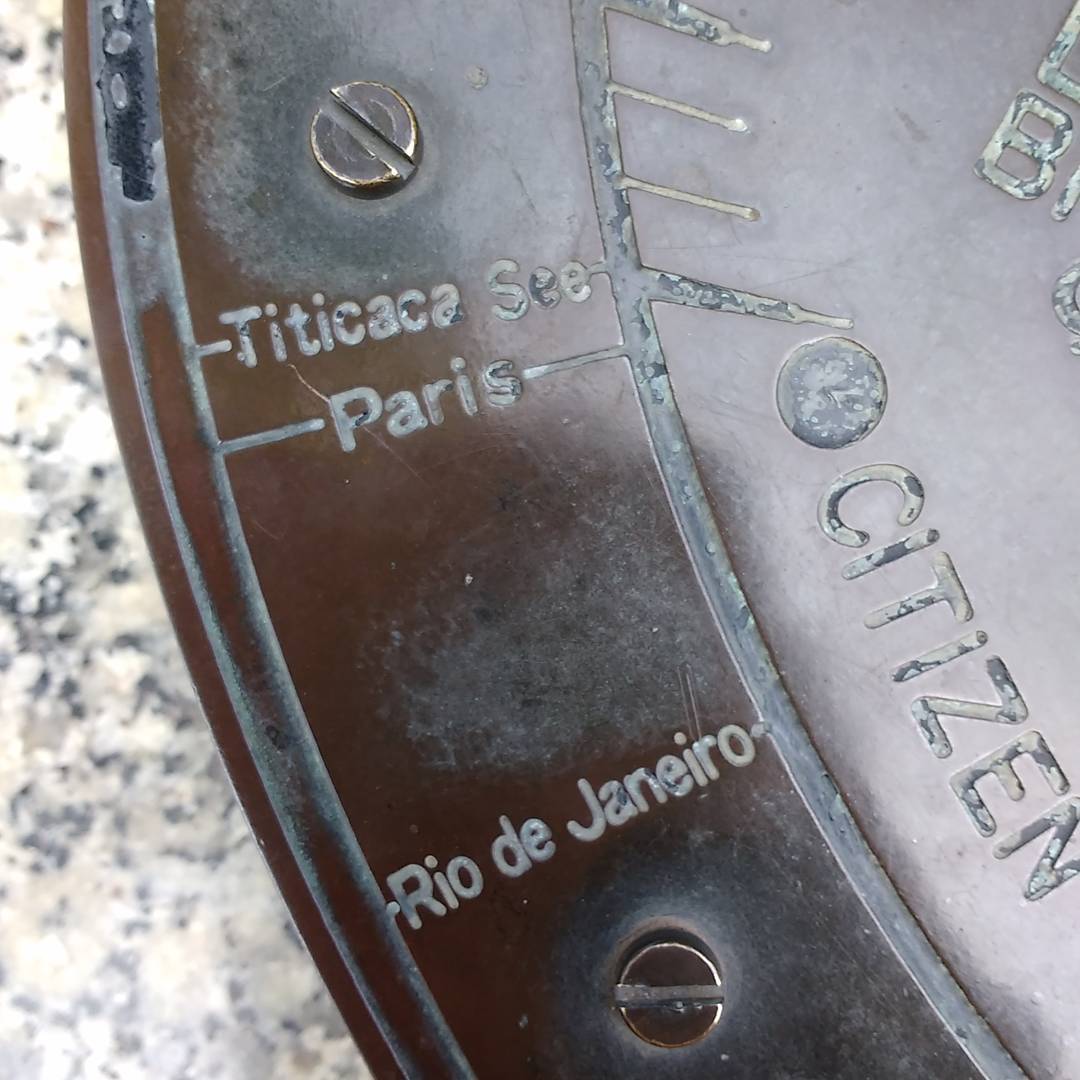 Titicaca See
Paris
Rio de Janeiro
CITIZEN